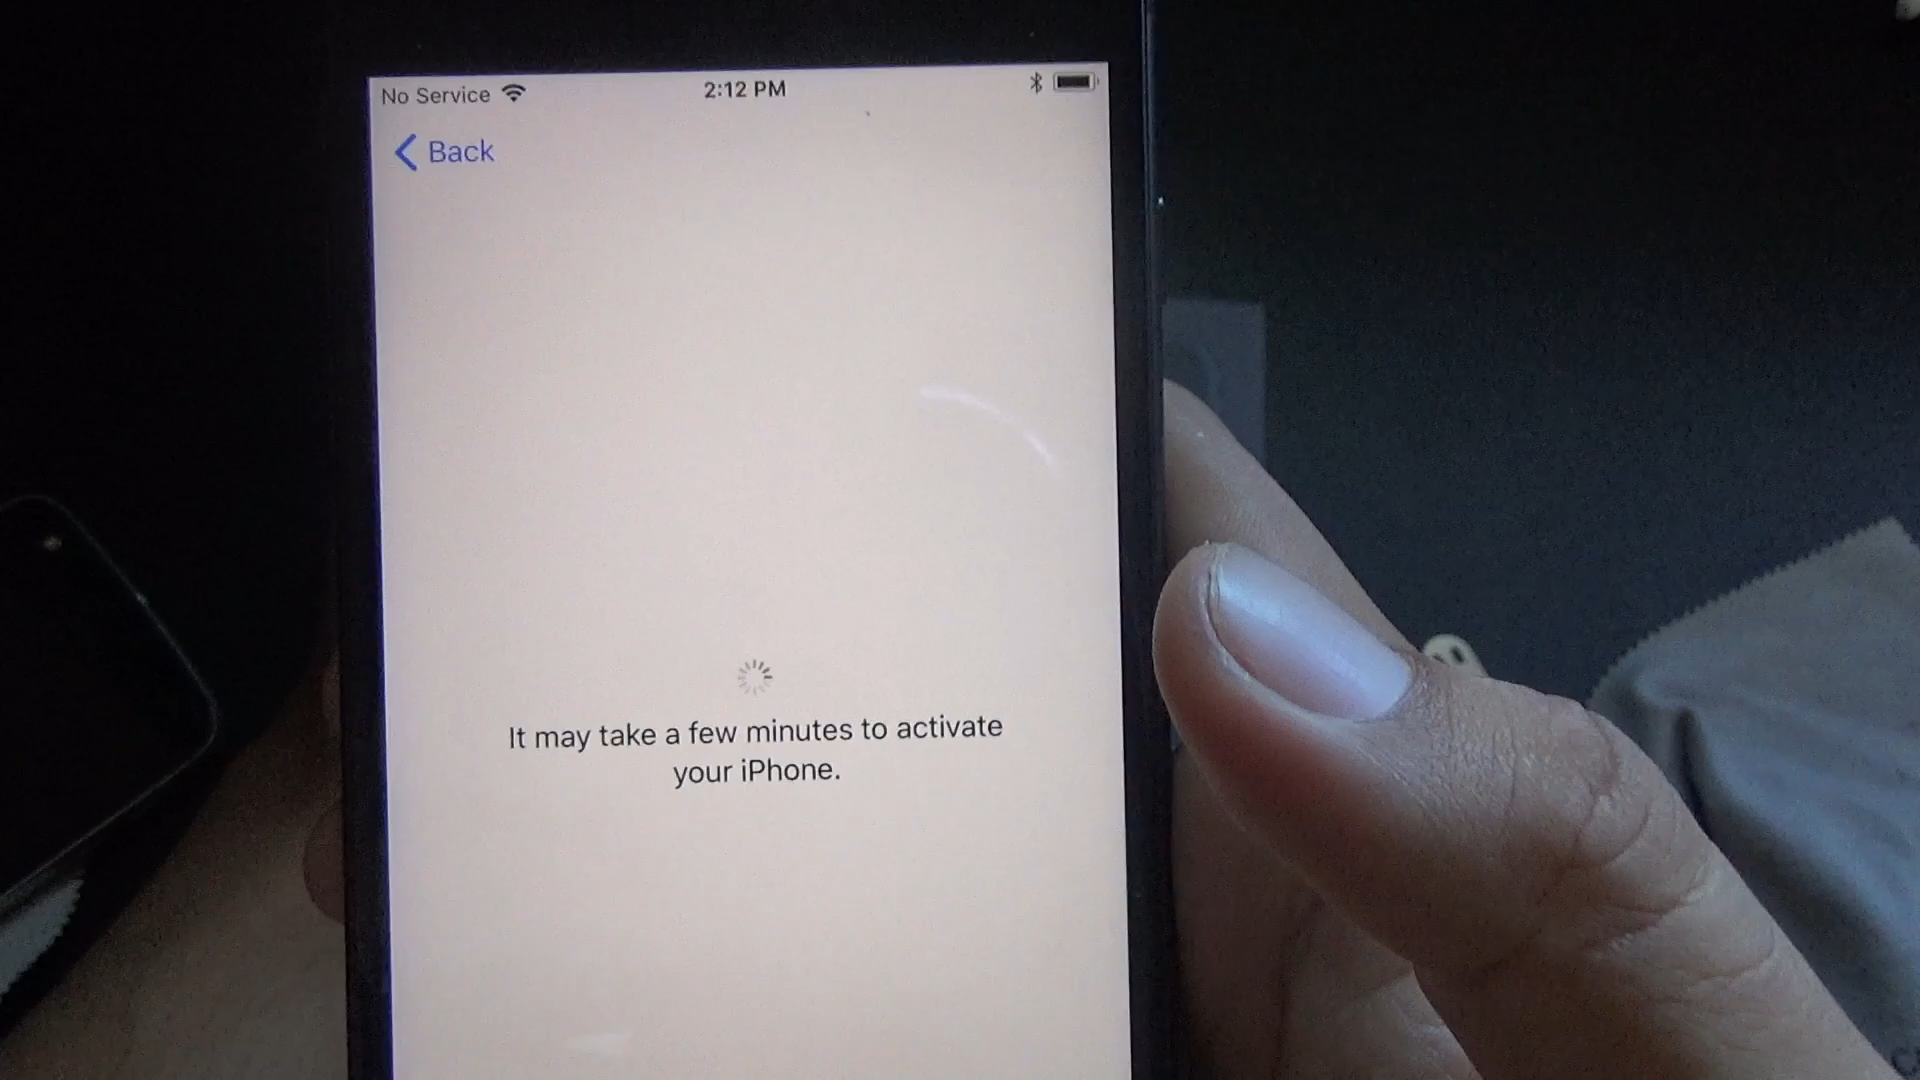 No Service
2:12 PM
Back
It may take a few minutes to activate
your iPhone.